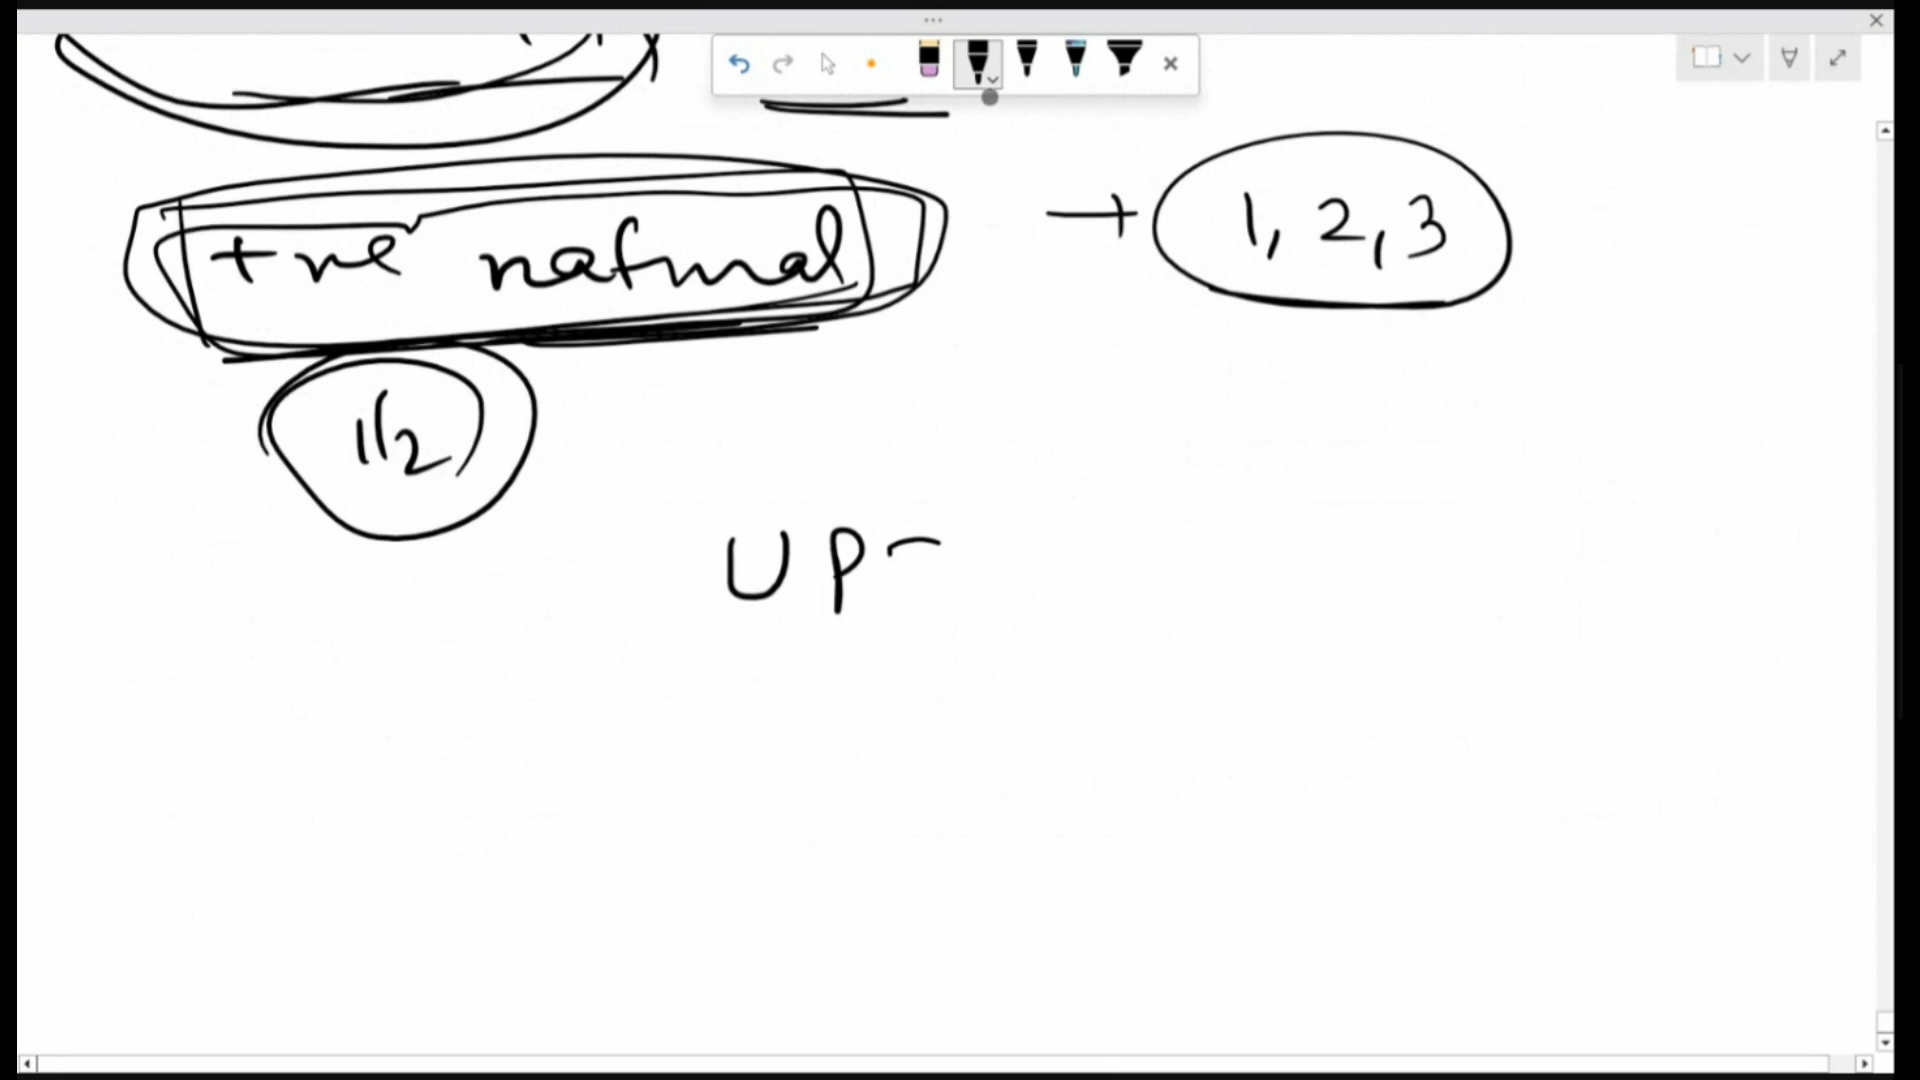 +ve natural → 1, 2, 3
1/2
UP